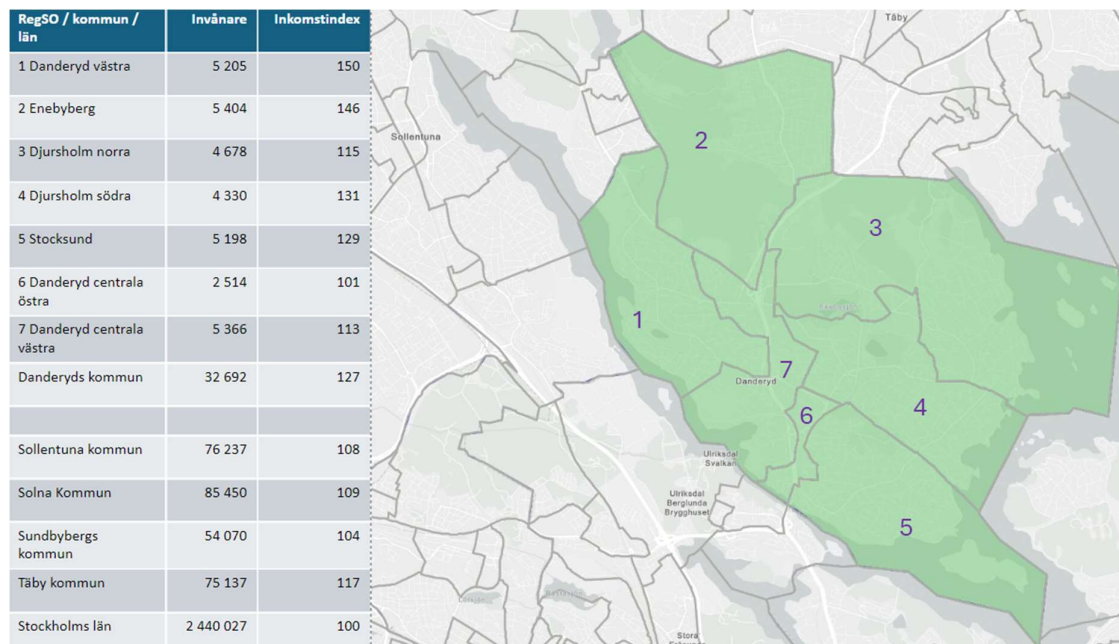 RegSO / kommun / Invånare Inkomstindex
län
1 Danderyd västra 5 205 150
2 Enebyberg 5 404 146
3 Djursholm norra 4 678 115
4 Djursholm södra 4 330 131
5 Stocksund 5 198 129
6 Danderyd centrala 2 514 101
östra
7 Danderyd centrala 5 366 113
västra
Danderyds kommun 32 692 127
Sollentuna kommun 76 237 108
Solna Kommun 85 450 109
Sundbybergs 54 070 104
kommun
Täby kommun 75 137 117
Stockholms län 2 440 027 100
Täby
Sollentuna
2
3
1
7
Danderyd
4
6
Ulriksdal
Svalkan
Ulriksdal
Berglunda
Brygghuset
5
Stora